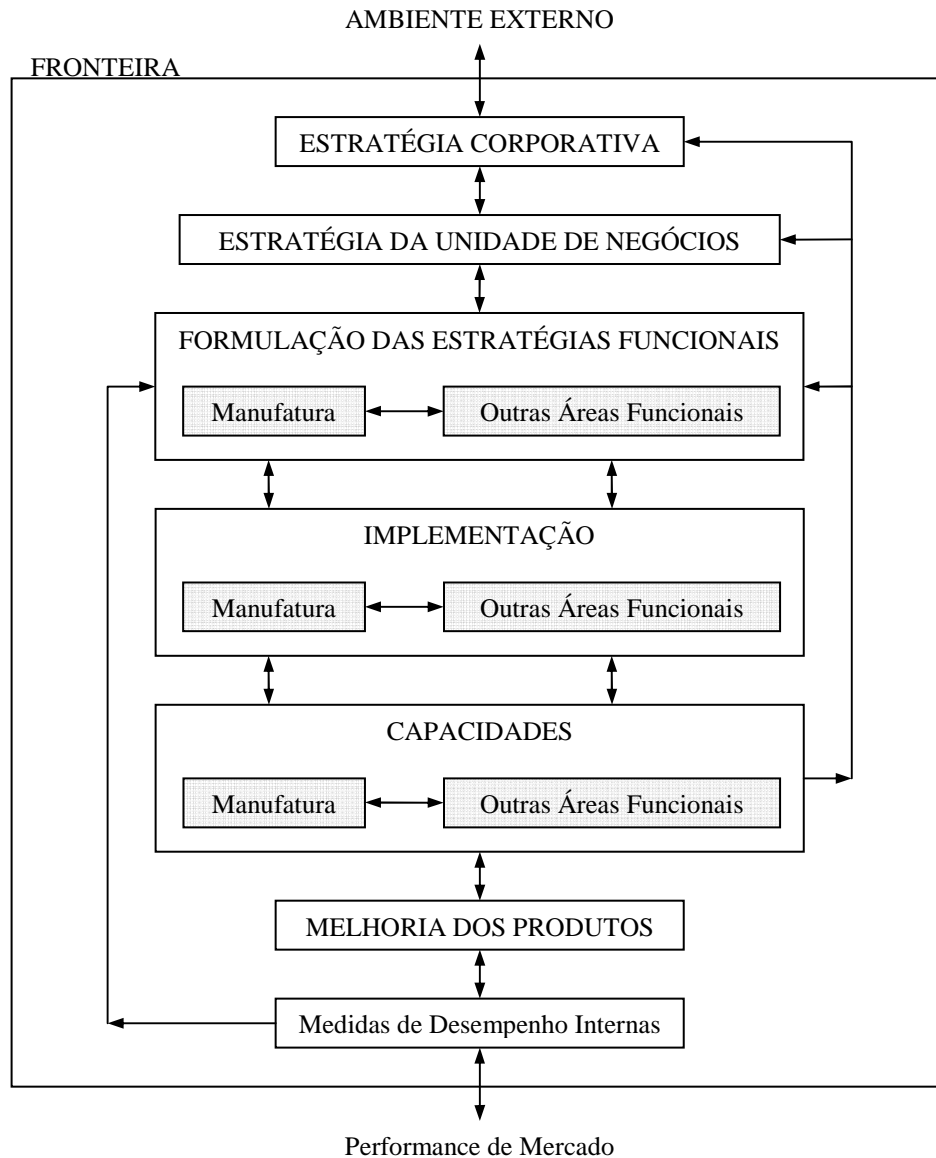 AMBIENTE EXTERNO
FRONTEIRA
ESTRATÉGIA CORPORATIVA
ESTRATÉGIA DA UNIDADE DE NEGÓCIOS
FORMULAÇÃO DAS ESTRATÉGIAS FUNCIONAIS
Manufatura
Outras Áreas Funcionais
IMPLEMENTAÇÃO
Manufatura
Outras Áreas Funcionais
CAPACIDADES
Manufatura
Outras Áreas Funcionais
MELHORIA DOS PRODUTOS
Medidas de Desempenho Internas
Performance de Mercado